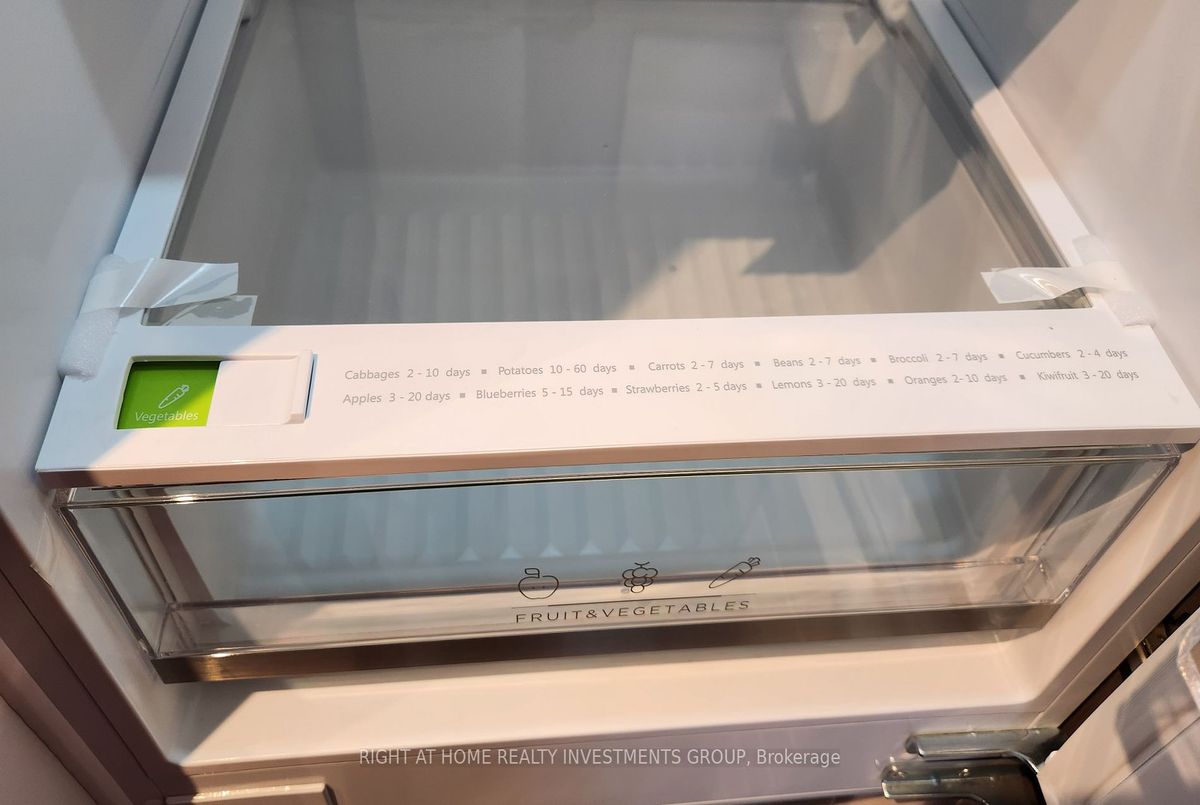 Cabbages 2 - 10 days ▪ Potatoes 10 - 60 days ▪ Carrots 2 - 7 days ▪ Beans 2 - 7 days ▪ Broccoli 2 - 7 days ▪ Cucumbers 2 - 4 days
Apples 3 - 20 days ▪ Blueberries 5 - 15 days ▪ Strawberries 2 - 5 days ▪ Lemons 3 - 20 days ▪ Oranges 2- 10 days ▪ Kiwifruit 3 - 20 days
Vegetables
FRUIT&VEGETABLES
RIGHT AT HOME REALTY INVESTMENTS GROUP, Brokerage